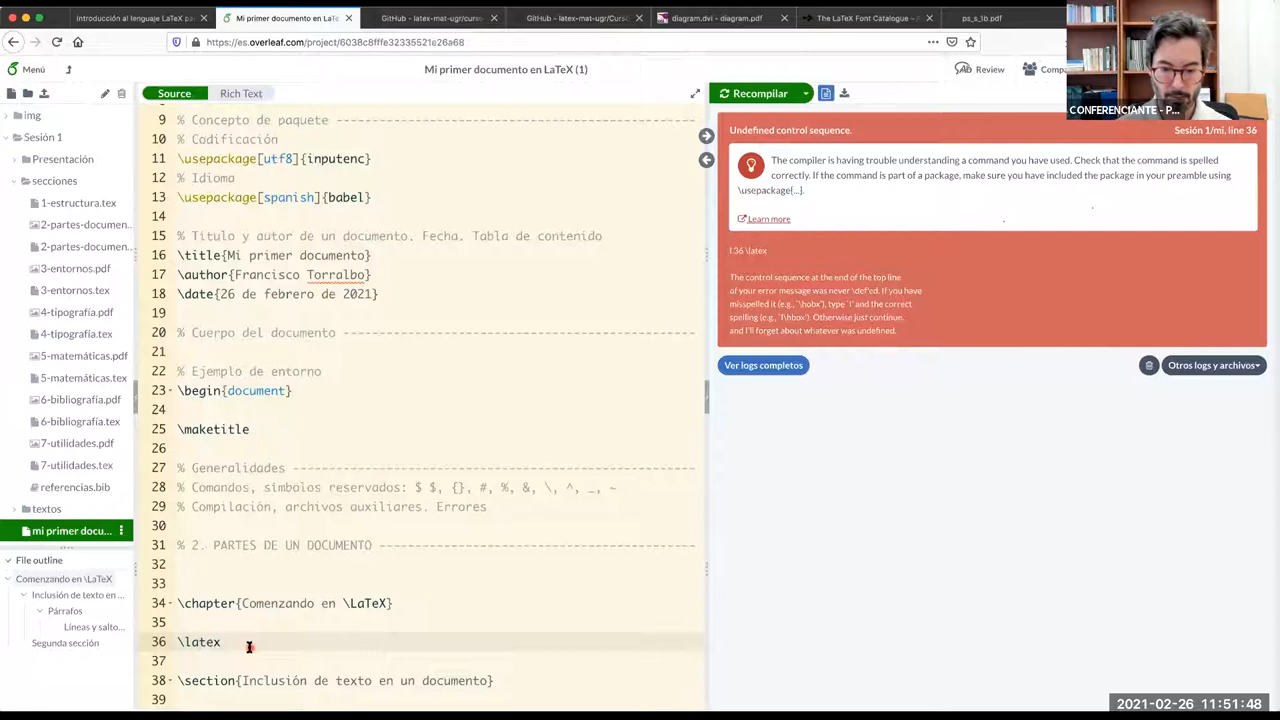 Introducción al lenguaje LaTeX pa
Mi primer documento en LaTe
GitHub - latex-mat-ugr/curso
GitHub - latex-mat-ugr/Curso
diagram.dvi - diagram.pdf
The LaTeX Font Catalogue –
ps_s_1b.pdf
https://es.overleaf.com/project/6038c8fffe32335521e26a68
Menú
Mi primer documento en LaTeX (1)
Review
Comp
CONFERENCIANTE - P...
Source
Rich Text
Recompilar
img
Sesión 1
Presentación
secciones
1-estructura.tex
2-partes-documen...
2-partes-documen...
3-entornos.pdf
3-entornos.tex
4-tipografía.pdf
4-tipografía.tex
5-matemáticas.pdf
5-matemáticas.tex
6-bibliografía.pdf
6-bibliografía.tex
7-utilidades.pdf
7-utilidades.tex
referencias.bib
textos
mi primer docu...
File outline
Comenzando en \LaTeX
Inclusión de texto en ...
Párrafos
Líneas y salto...
Segunda sección
9 % Concepto de paquete --------------------------------------------------
10 % Codificación
11 \usepackage[utf8]{inputenc}
12 % Idioma
13 \usepackage[spanish]{babel}
14
15 % Título y autor de un documento. Fecha. Tabla de contenido
16 \title{Mi primer documento}
17 \author{Francisco Torralbo}
18 \date{26 de febrero de 2021}
19
20 % Cuerpo del documento -------------------------------------------------
21
22 % Ejemplo de entorno
23 \begin{document}
24
25 \maketitle
26
27 % Generalidades --------------------------------------------------------
28 % Comandos, símbolos reservados: $ $, {}, #, %, &, \, ^, _, ~
29 % Compilación, archivos auxiliares. Errores
30
31 % 2. PARTES DE UN DOCUMENTO --------------------------------------------
32
33
34 \chapter{Comenzando en \LaTeX}
35
36 \latex
37
38 \section{Inclusión de texto en un documento}
39
Undefined control sequence.
Sesión 1/mi, line 36
The compiler is having trouble understanding a command you have used. Check that the command is spelled
correctly. If the command is part of a package, make sure you have included the package in your preamble using
\usepackage{...}.
Learn more
l.36 \latex
The control sequence at the end of the top line
of your error message was never \def'ed. If you have
misspelled it (e.g., `\hobx'), type `I' and the correct
spelling (e.g., `I\hbox'). Otherwise just continue,
and I'll forget about whatever was undefined.
Ver logs completos
Otros logs y archivos
2021-02-26 11:51:48